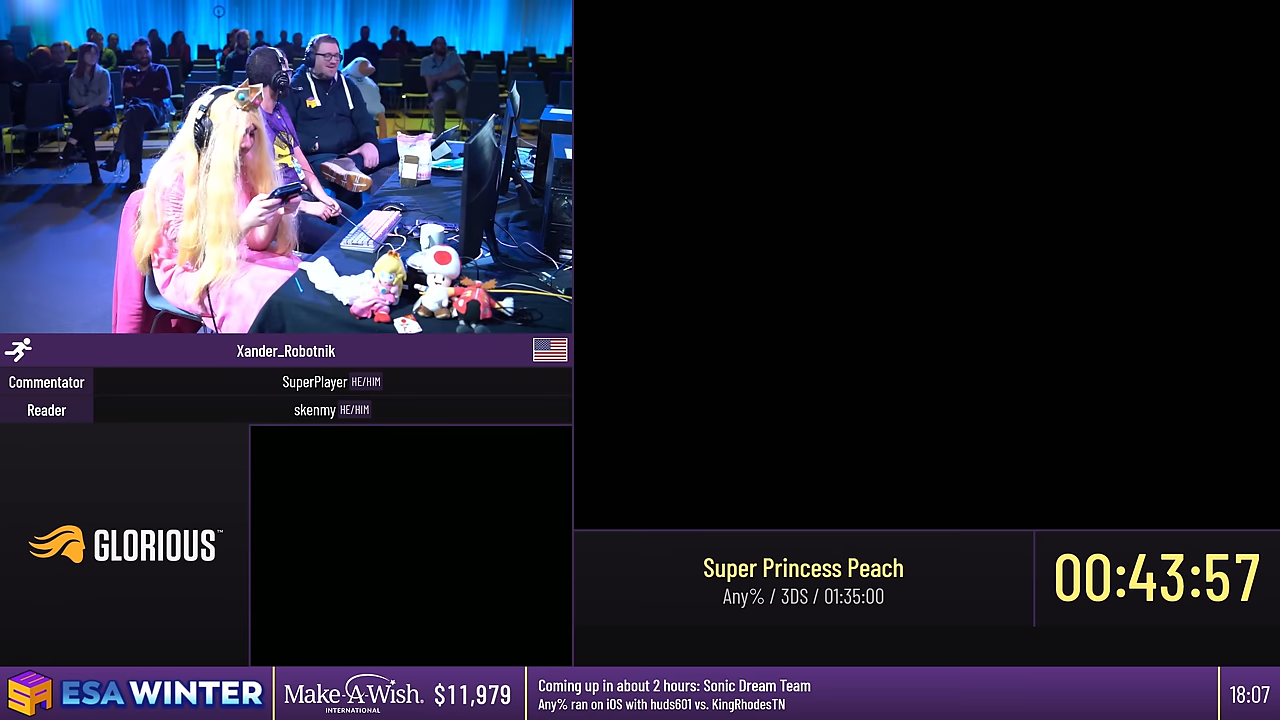 Xander_Robotnik
Commentator
SuperPlayer HE/HIM
Reader
skenmy HE/HIM
GLORIOUS™
Super Princess Peach
Any% / 3DS / 01:35:00
00:43:57
ESA WINTER
Make-A-Wish.
INTERNATIONAL
$11,979
Coming up in about 2 hours: Sonic Dream Team
Any% ran on iOS with huds601 vs. KingRhodesTN
18:07